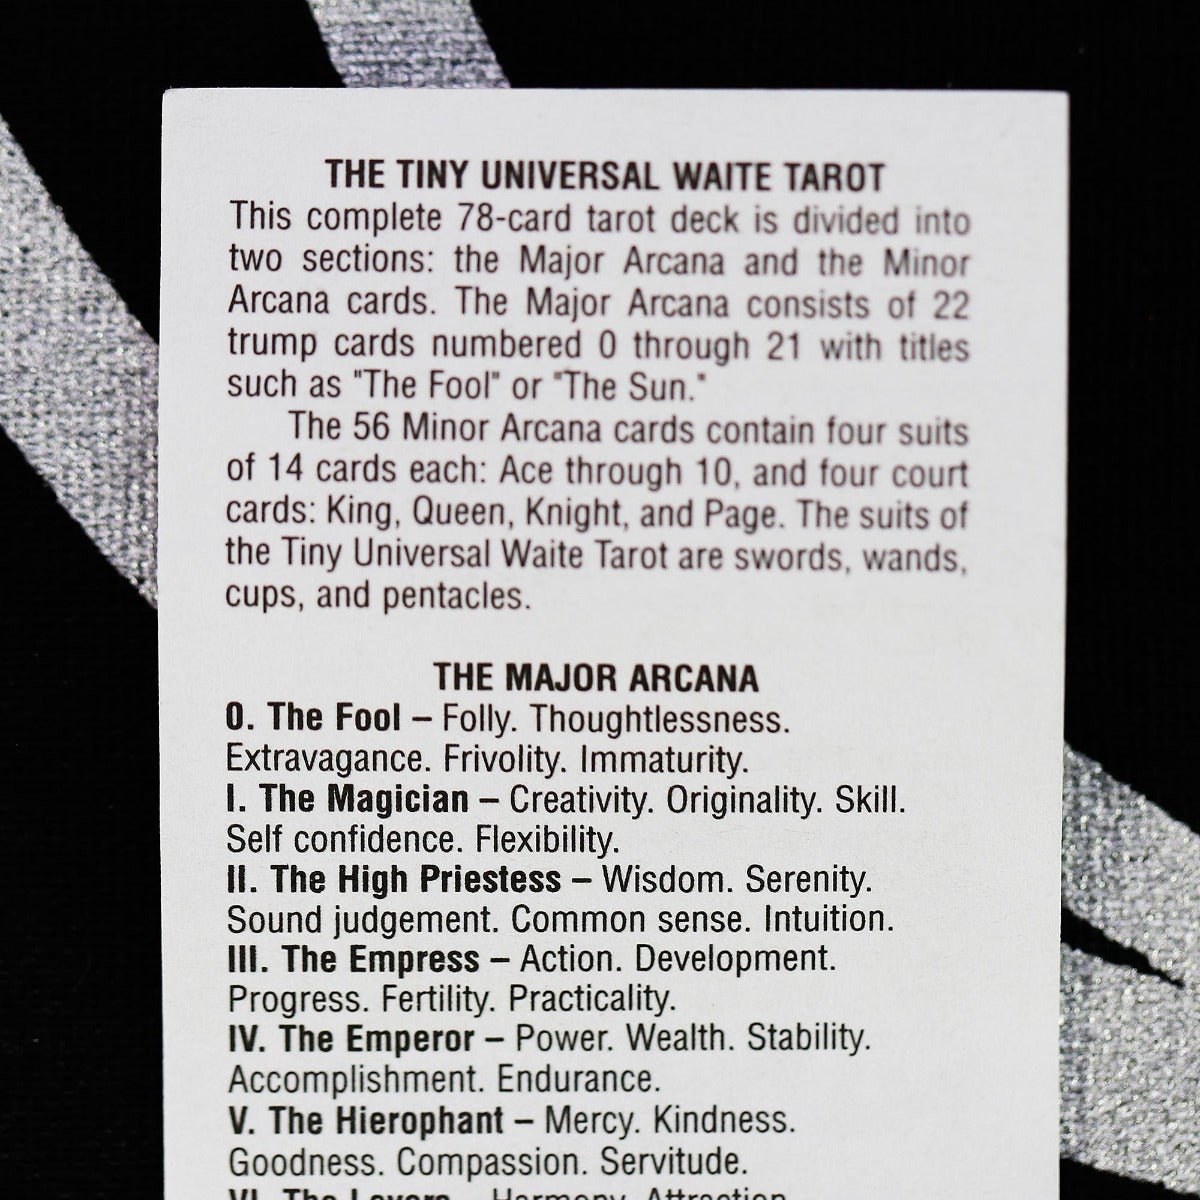 THE TINY UNIVERSAL WAITE TAROT
This complete 78-card tarot deck is divided into
two sections: the Major Arcana and the Minor
Arcana cards. The Major Arcana consists of 22
trump cards numbered 0 through 21 with titles
such as "The Fool" or "The Sun."
The 56 Minor Arcana cards contain four suits
of 14 cards each: Ace through 10, and four court
cards: King, Queen, Knight, and Page. The suits of
the Tiny Universal Waite Tarot are swords, wands,
cups, and pentacles.
THE MAJOR ARCANA
0. The Fool – Folly. Thoughtlessness.
Extravagance. Frivolity. Immaturity.
I. The Magician – Creativity. Originality. Skill.
Self confidence. Flexibility.
II. The High Priestess – Wisdom. Serenity.
Sound judgement. Common sense. Intuition.
III. The Empress – Action. Development.
Progress. Fertility. Practicality.
IV. The Emperor – Power. Wealth. Stability.
Accomplishment. Endurance.
V. The Hierophant – Mercy. Kindness.
Goodness. Compassion. Servitude.
VI. The Lovers – Harmony. Attraction.